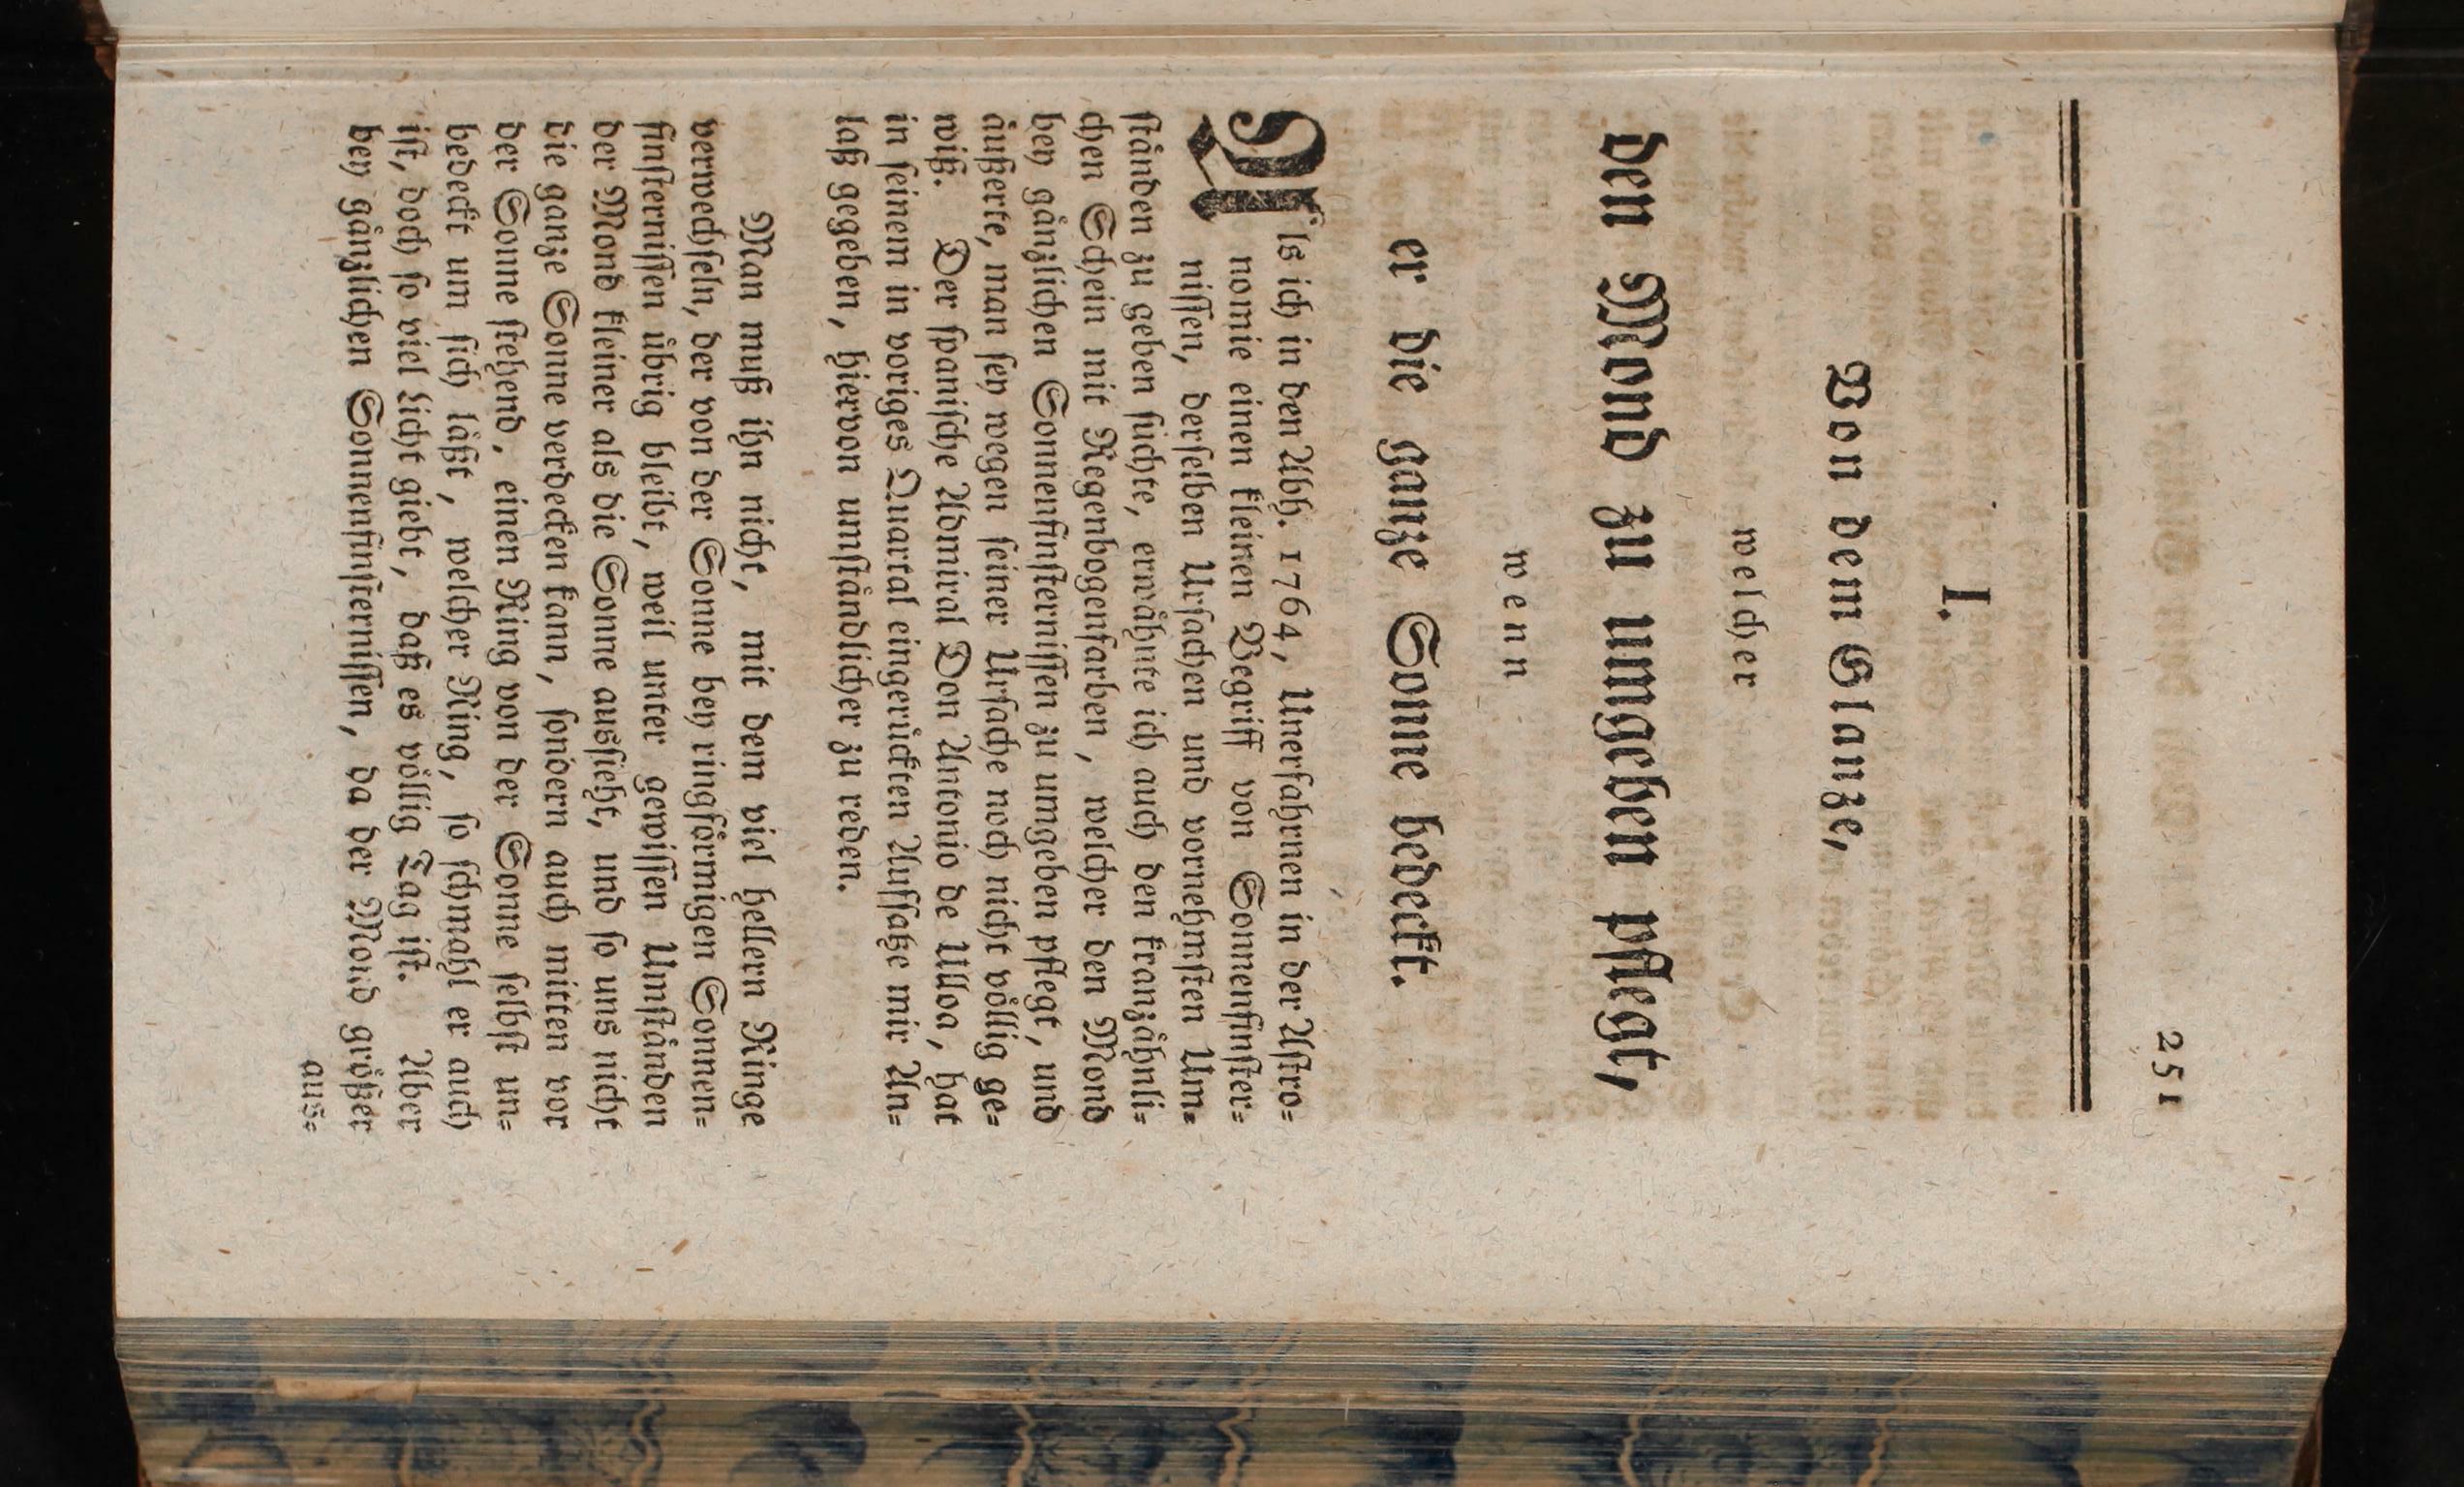 251
I.
Von dem Glanze,
welcher
den Mond zu umgeben pflegt,
wenn
er die ganze Sonne bedeckt.
Als ich in den Abh. 1764, Unerfahrnen in der Astro=
nomie einen kleinen Begriff von Sonnenfinster=
nissen, derselben Ursachen und vornehmsten Um=
ständen zu geben suchte, erwähnte ich auch den kranzähnli=
chen Schein mit Regenbogenfarben, welcher den Mond
bey gänzlichen Sonnenfinsternissen zu umgeben pflegt, und
äußerte, man sey wegen seiner Ursache noch nicht völlig ge=
wiß. Der spanische Admiral Don Antonio de Ulloa, hat
in seinem in voriges Quartal eingerückten Aufsatze mir An=
laß gegeben, hiervon umständlicher zu reden.
Man muß ihn nicht, mit dem viel hellern Ringe
verwechseln, der von der Sonne bey ringförmigen Sonnen=
finsternissen übrig bleibt, weil unter gewissen Umständen
der Mond kleiner als die Sonne aussieht, und so uns nicht
die ganze Sonne verdecken kann, sondern auch mitten vor
der Sonne stehend, einen Ring von der Sonne selbst un=
bedeckt um sich läßt, welcher Ring, so schmahl er auch
ist, doch so viel Licht giebt, daß es völlig Tag ist. Aber
bey gänzlichen Sonnenfinsternissen, da der Mond größer
aus=